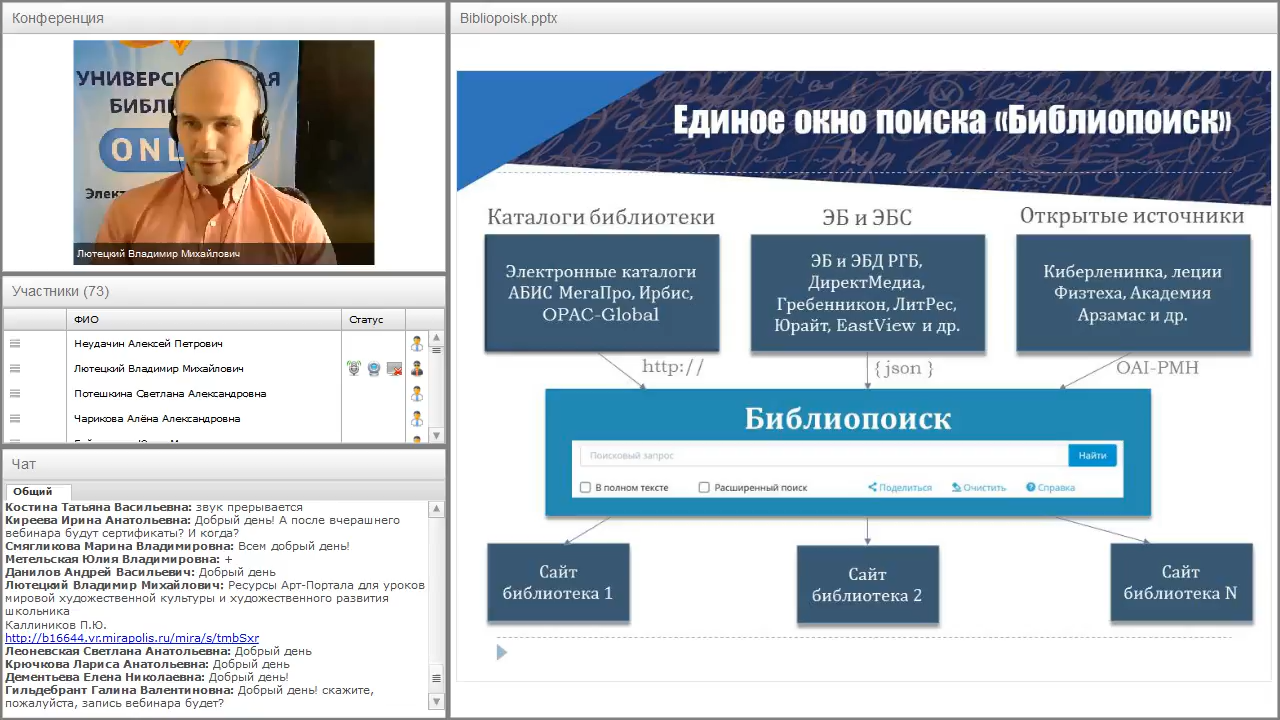 Конференция
УНИВЕРСИ
БИБЛИ
ONL
Элект
Лютецкий Владимир Михайлович
Участники (73)
ФИО Статус
Неудачин Алексей Петрович
Лютецкий Владимир Михайлович
Потешкина Светлана Александровна
Чарикова Алёна Александровна
Чат
Общий
Костина Татьяна Васильевна: звук прерывается
Киреева Ирина Анатольевна: Добрый день! А после вчерашнего
вебинара будут сертификаты? И когда?
Смягликова Марина Владимировна: Всем добрый день!
Метельская Юлия Владимировна: +
Данилов Андрей Васильевич: Добрый день
Лютецкий Владимир Михайлович: Ресурсы Арт-Портала для уроков
мировой художественной культуры и художественного развития
школьника
Каллиников П.Ю.
http://b16644.vr.mirapolis.ru/mira/s/tmbSxr
Леоневская Светлана Анатольевна: Добрый день
Крючкова Лариса Анатольевна: Добрый день
Дементьева Елена Николаевна: Добрый день!
Гильдебрант Галина Валентиновна: Добрый день! скажите,
пожалуйста, запись вебинара будет?
Bibliopoisk.pptx
Единое окно поиска «Библиопоиск»
Каталоги библиотеки
Электронные каталоги
АБИС МегаПро, Ирбис,
OPAC-Global
ЭБ и ЭБС
ЭБ и ЭБД РГБ,
ДиректМедиа,
Гребенникон, ЛитРес,
Юрайт, EastView и др.
Открытые источники
Киберленинка, леции
Физтеха, Академия
Арзамас и др.
http://
{ json }
OAI-PMH
Библиопоиск
Поисковый запрос
Найти
В полном тексте
Расширенный поиск
Поделиться
Очистить
Справка
Сайт
библиотека 1
Сайт
библиотека 2
Сайт
библиотека N